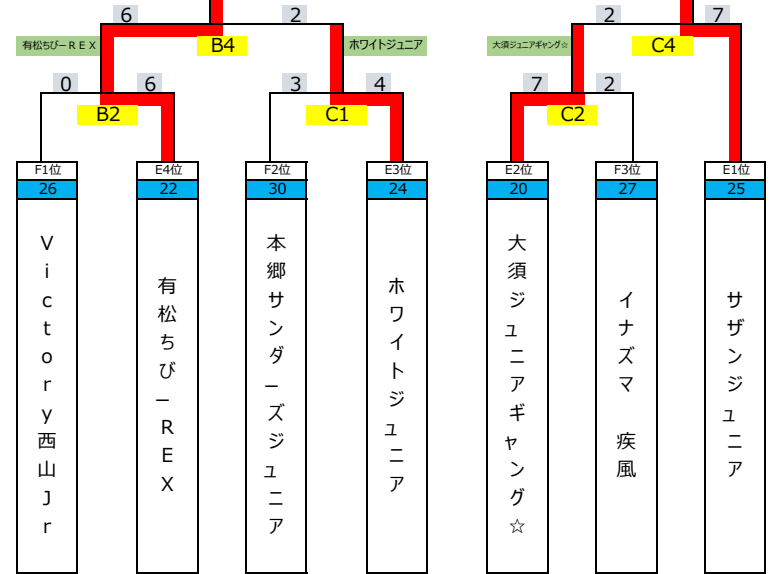 6 2 2 7
有松ちびーREX B4 ホワイトジュニア 大須ジュニアギャング☆ C4
0 6 3 4 7 2
B2 C1 C2
F1位 E4位 F2位 E3位 E2位 F3位 E1位
26 22 30 24 20 27 25
Victory西山Jr
有松ちびーREX
本郷サンダーズジュニア
ホワイトジュニア
大須ジュニアギャング☆
イナズマ 疾風
サザンジュニア